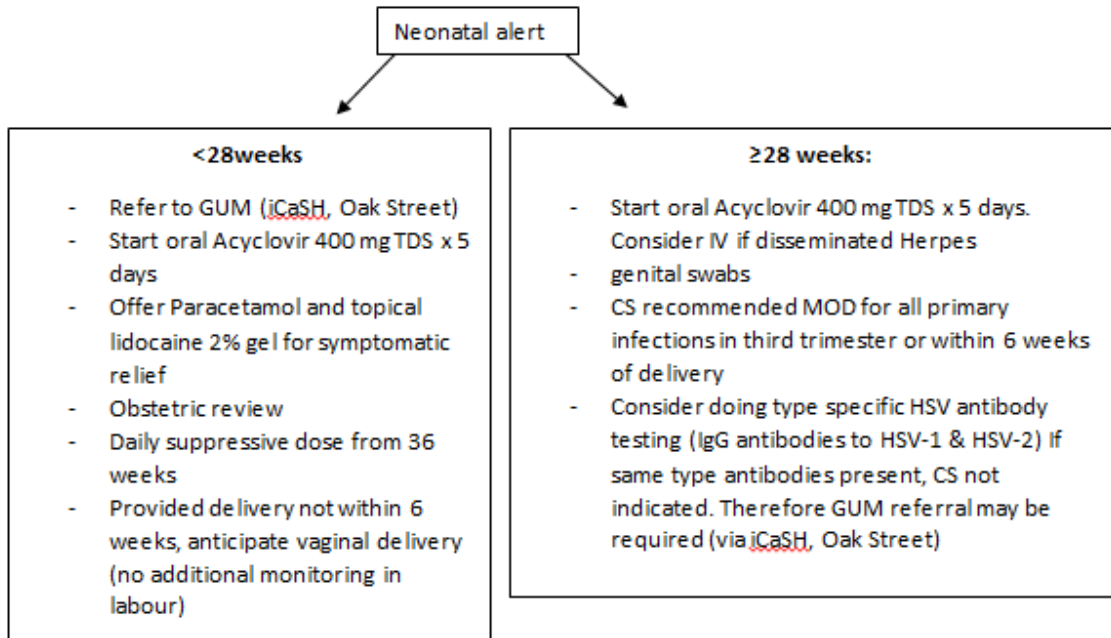 Neonatal alert
<28weeks
- Refer to GUM (iCaSH, Oak Street)
- Start oral Acyclovir 400 mg TDS x 5
days
- Offer Paracetamol and topical
lidocaine 2% gel for symptomatic
relief
- Obstetric review
- Daily suppressive dose from 36
weeks
- Provided delivery not within 6
weeks, anticipate vaginal delivery
(no additional monitoring in
labour)
≥28 weeks:
- Start oral Acyclovir 400 mg TDS x 5 days.
Consider IV if disseminated Herpes
- genital swabs
- CS recommended MOD for all primary
infections in third trimester or within 6 weeks
of delivery
- Consider doing type specific HSV antibody
testing (IgG antibodies to HSV-1 & HSV-2) If
same type antibodies present, CS not
indicated. Therefore GUM referral may be
required (via iCaSH, Oak Street)